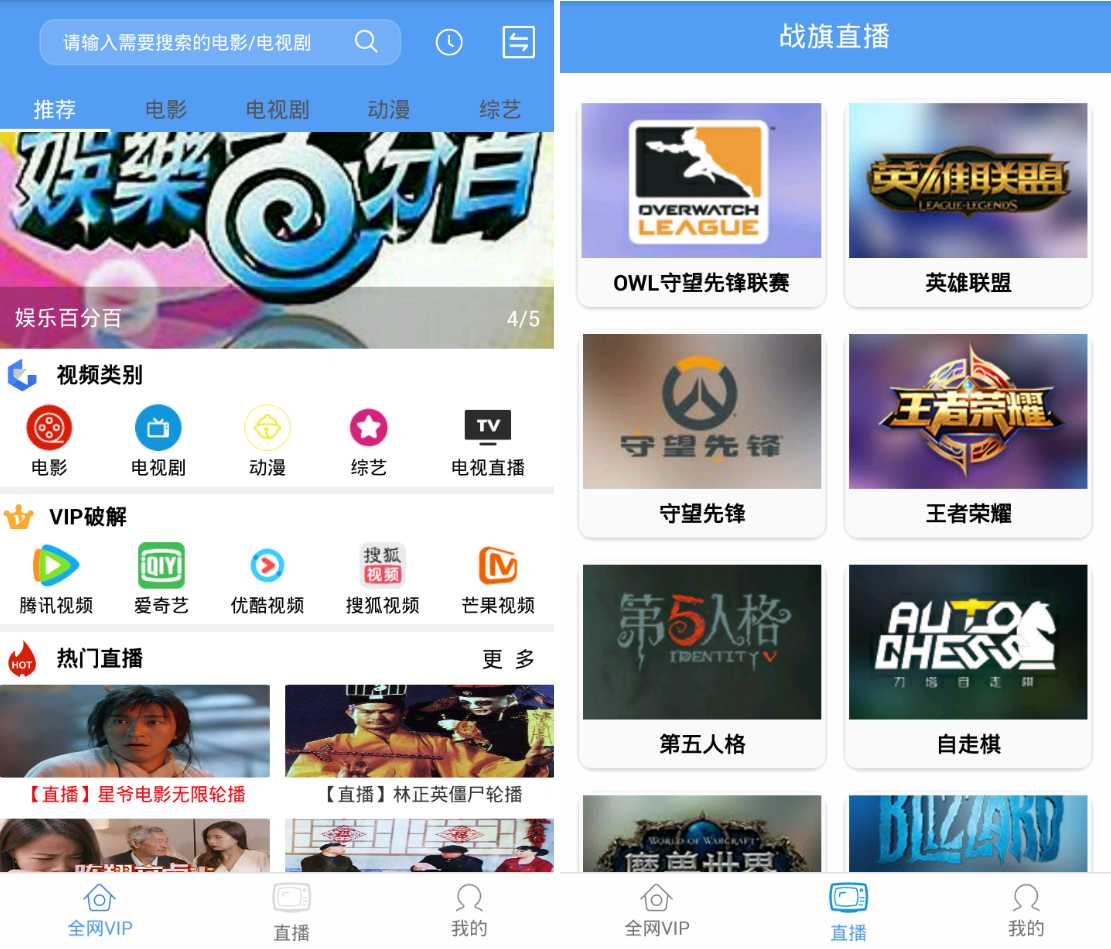 请输入需要搜索的电影/电视剧
推荐 电影 电视剧 动漫 综艺
娛樂百分百
娱乐百分百 4/5
视频类别
TV
电影 电视剧 动漫 综艺 电视直播
VIP破解
iQIYI 搜狐视频
腾讯视频 爱奇艺 优酷视频 搜狐视频 芒果视频
HOT 热门直播 更 多
【直播】星爷电影无限轮播 【直播】林正英僵尸轮播
全网VIP 直播 我的
战旗直播
OVERWATCH
LEAGUE
英雄联盟
LEAGUE·LEGENDS
OWL守望先锋联赛 英雄联盟
守望先锋 王者荣耀
守望先锋 王者荣耀
第5人格
IDENTITY V
AUTO
CHESS
刀塔自走棋
第五人格 自走棋
WORLD OF WARCRAFT
魔兽世界
BLIZZARD
全网VIP 直播 我的